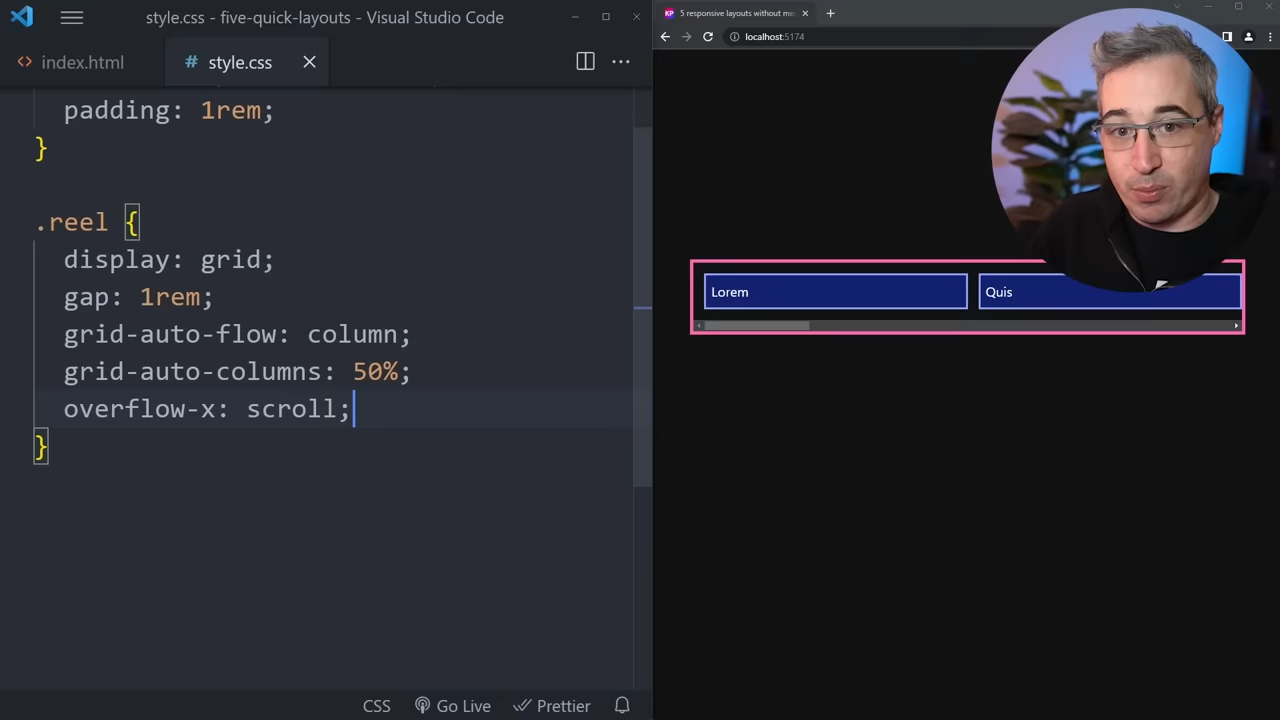 style.css - five-quick-layouts - Visual Studio Code
index.html
# style.css
padding: 1rem;
}
.reel {
display: grid;
gap: 1rem;
grid-auto-flow: column;
grid-auto-columns: 50%;
overflow-x: scroll;
}
CSS
Go Live
Prettier
KP
5 responsive layouts without me
localhost:5174
Lorem
Quis